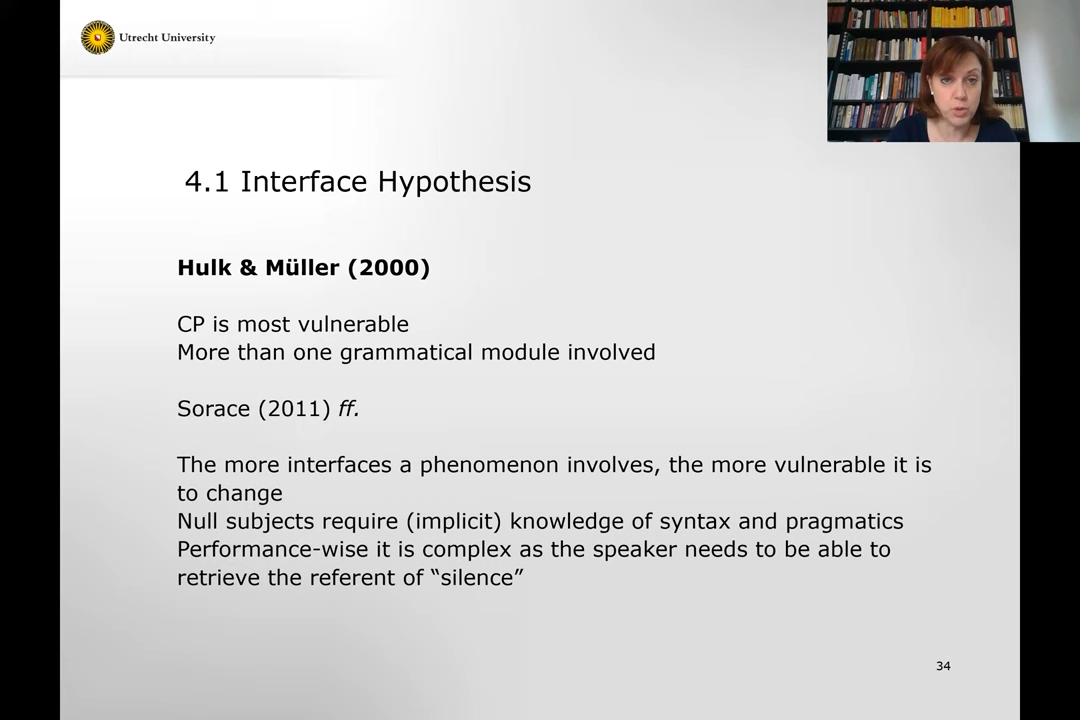 Utrecht University
4.1 Interface Hypothesis
Hulk & Müller (2000)
CP is most vulnerable
More than one grammatical module involved
Sorace (2011) ff.
The more interfaces a phenomenon involves, the more vulnerable it is
to change
Null subjects require (implicit) knowledge of syntax and pragmatics
Performance-wise it is complex as the speaker needs to be able to
retrieve the referent of “silence”
34